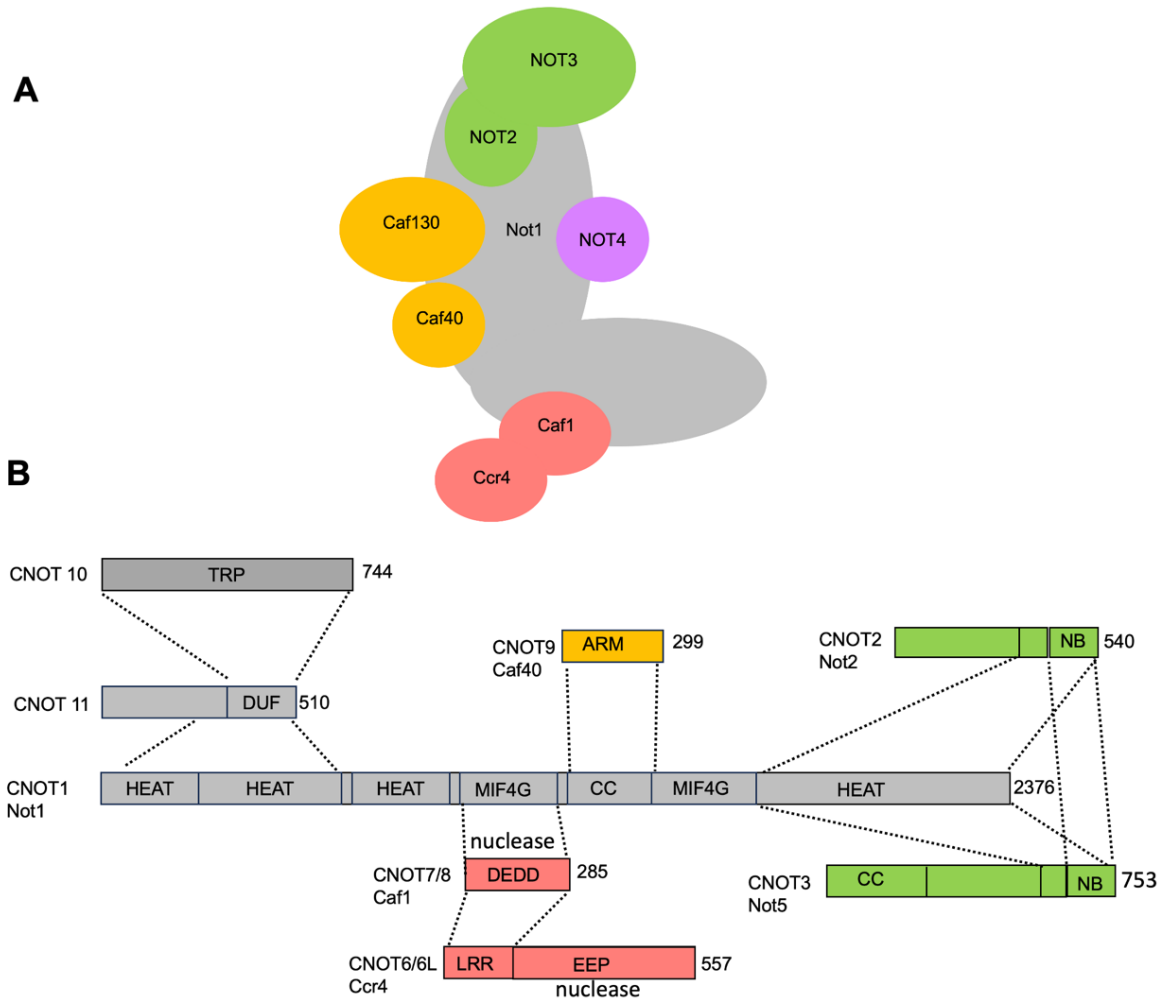 A
NOT3
NOT2
Caf130
Not1
NOT4
Caf40
Caf1
Ccr4
B
CNOT 10
TRP
744
CNOT9
Caf40
ARM
299
CNOT2
Not2
NB
540
CNOT 11
DUF
510
CNOT1
Not1
HEAT
HEAT
HEAT
MIF4G
CC
MIF4G
HEAT
2376
nuclease
CNOT7/8
Caf1
DEDD
285
CNOT3
Not5
CC
NB
753
CNOT6/6L
Ccr4
LRR
EEP
557
nuclease